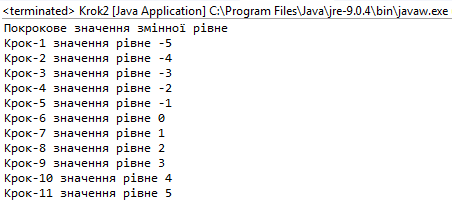 <terminated> Krok2 [Java Application] C:\Program Files\Java\jre-9.0.4\bin\javaw.exe
Покрокове значення змінної рівне
Крок-1 значення рівне -5
Крок-2 значення рівне -4
Крок-3 значення рівне -3
Крок-4 значення рівне -2
Крок-5 значення рівне -1
Крок-6 значення рівне 0
Крок-7 значення рівне 1
Крок-8 значення рівне 2
Крок-9 значення рівне 3
Крок-10 значення рівне 4
Крок-11 значення рівне 5